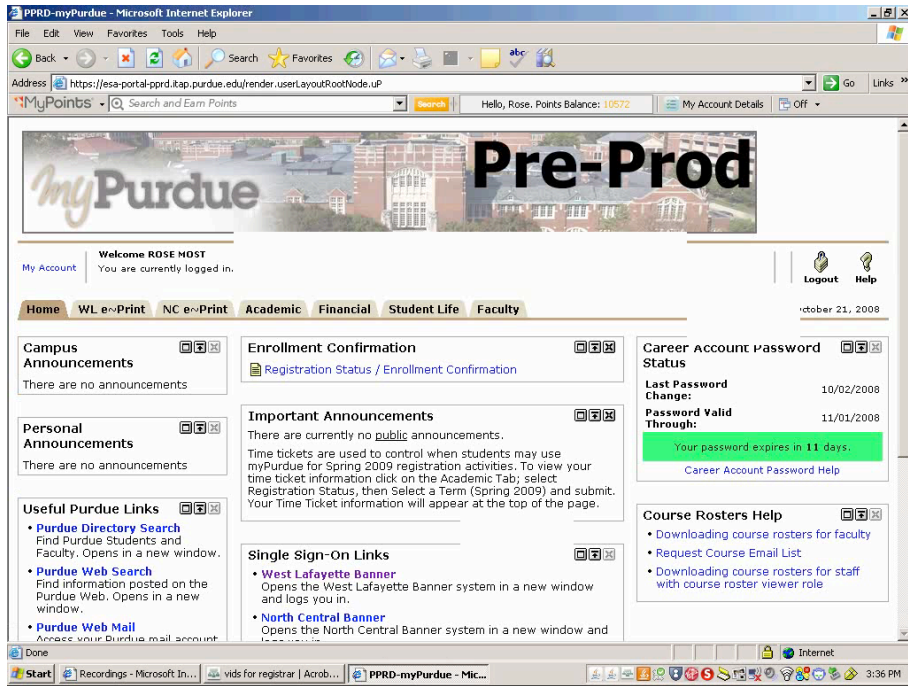 PPRD-myPurdue - Microsoft Internet Explorer
File Edit View Favorites Tools Help
Back Search Favorites
Address https://esa-portal-pprd.itap.purdue.edu/render.userLayoutRootNode.uP Go Links »
MyPoints Search and Earn Points Search Hello, Rose. Points Balance: 10572 My Account Details Off
myPurdue Pre-Prod
Welcome ROSE MOST
My Account You are currently logged in.
Logout Help
Home WL e~Print NC e~Print Academic Financial Student Life Faculty
ctober 21, 2008
Campus
Announcements
There are no announcements
Personal
Announcements
There are no announcements
Useful Purdue Links
• Purdue Directory Search
Find Purdue Students and
Faculty. Opens in a new window.
• Purdue Web Search
Find information posted on the
Purdue Web. Opens in a new
window.
• Purdue Web Mail
Access your Purdue mail account
Enrollment Confirmation
Registration Status / Enrollment Confirmation
Important Announcements
There are currently no public announcements.
Time tickets are used to control when students may use
myPurdue for Spring 2009 registration activities. To view your
time ticket information click on the Academic Tab; select
Registration Status, then Select a Term (Spring 2009) and submit.
Your Time Ticket information will appear at the top of the page.
Single Sign-On Links
• West Lafayette Banner
Opens the West Lafayette Banner system in a new window
and logs you in.
• North Central Banner
Opens the North Central Banner system in a new window and
Career Account Password
Status
Last Password
Change: 10/02/2008
Password Valid
Through: 11/01/2008
Your password expires in 11 days.
Career Account Password Help
Course Rosters Help
• Downloading course rosters for faculty
• Request Course Email List
• Downloading course rosters for staff
with course roster viewer role
Done Internet
Start Recordings - Microsoft In... vids for registrar | Acrob... PPRD-myPurdue - Mic... 3:36 PM